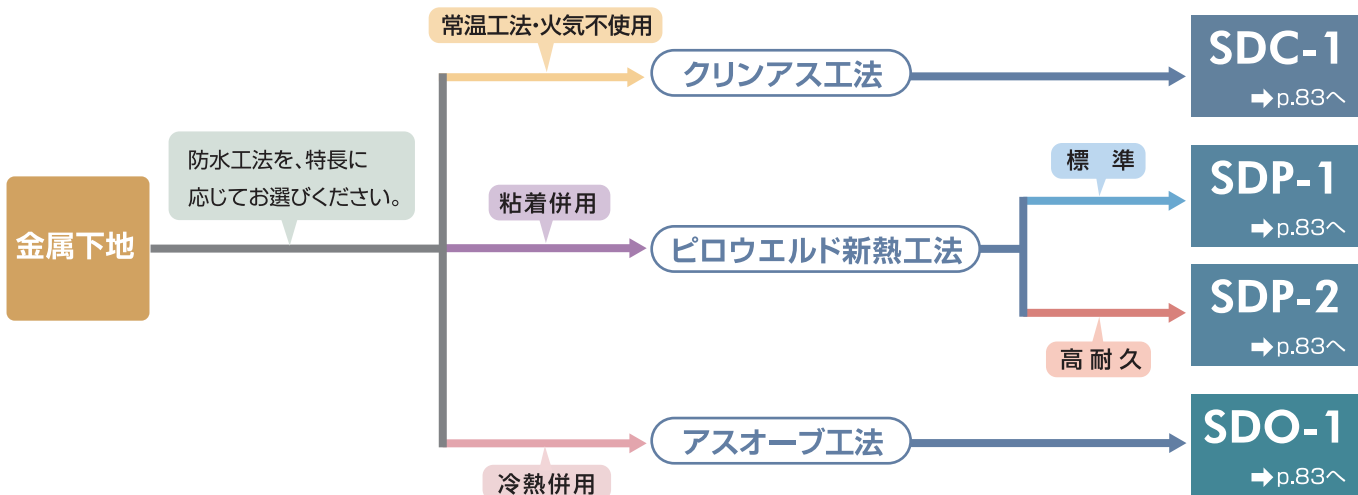 常温工法・火気不使用
クリンアス工法
SDC-1
➡p.83へ
防水工法を、特長に
応じてお選びください。
金属下地
粘着併用
ピロウエルド新熱工法
標　準
SDP-1
➡p.83へ
SDP-2
➡p.83へ
高耐久
アスオーブ工法
SDO-1
➡p.83へ
冷熱併用